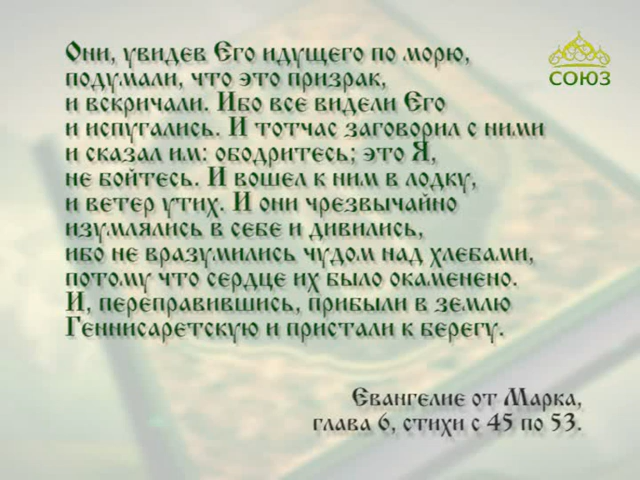 Они, увидев Его идущего по морю,
подумали, что это призрак,
и вскричали. Ибо все видели Его
и испугались. И тотчас заговорил с ними
и сказал им: ободритесь; это Я,
не бойтесь. И вошел к ним в лодку,
и ветер утих. И они чрезвычайно
изумлялись в себе и дивились,
ибо не вразумились чудом над хлебами,
потому что сердце их было окаменено.
И, переправившись, прибыли в землю
Геннисаретскую и пристали к берегу.
СОЮЗ
Евангелие от Марка,
глава 6, стихи с 45 по 53.